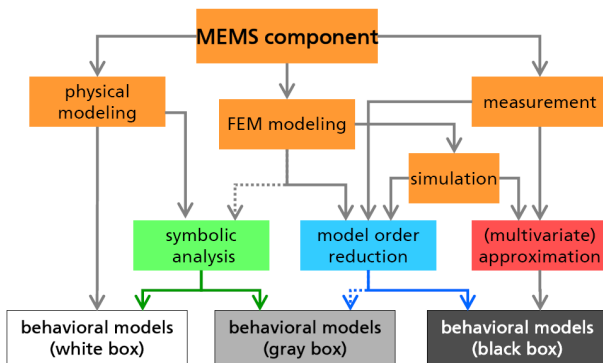 MEMS component
physical
modeling
FEM modeling
measurement
simulation
symbolic
analysis
model order
reduction
(multivariate)
approximation
behavioral models
(white box)
behavioral models
(gray box)
behavioral models
(black box)